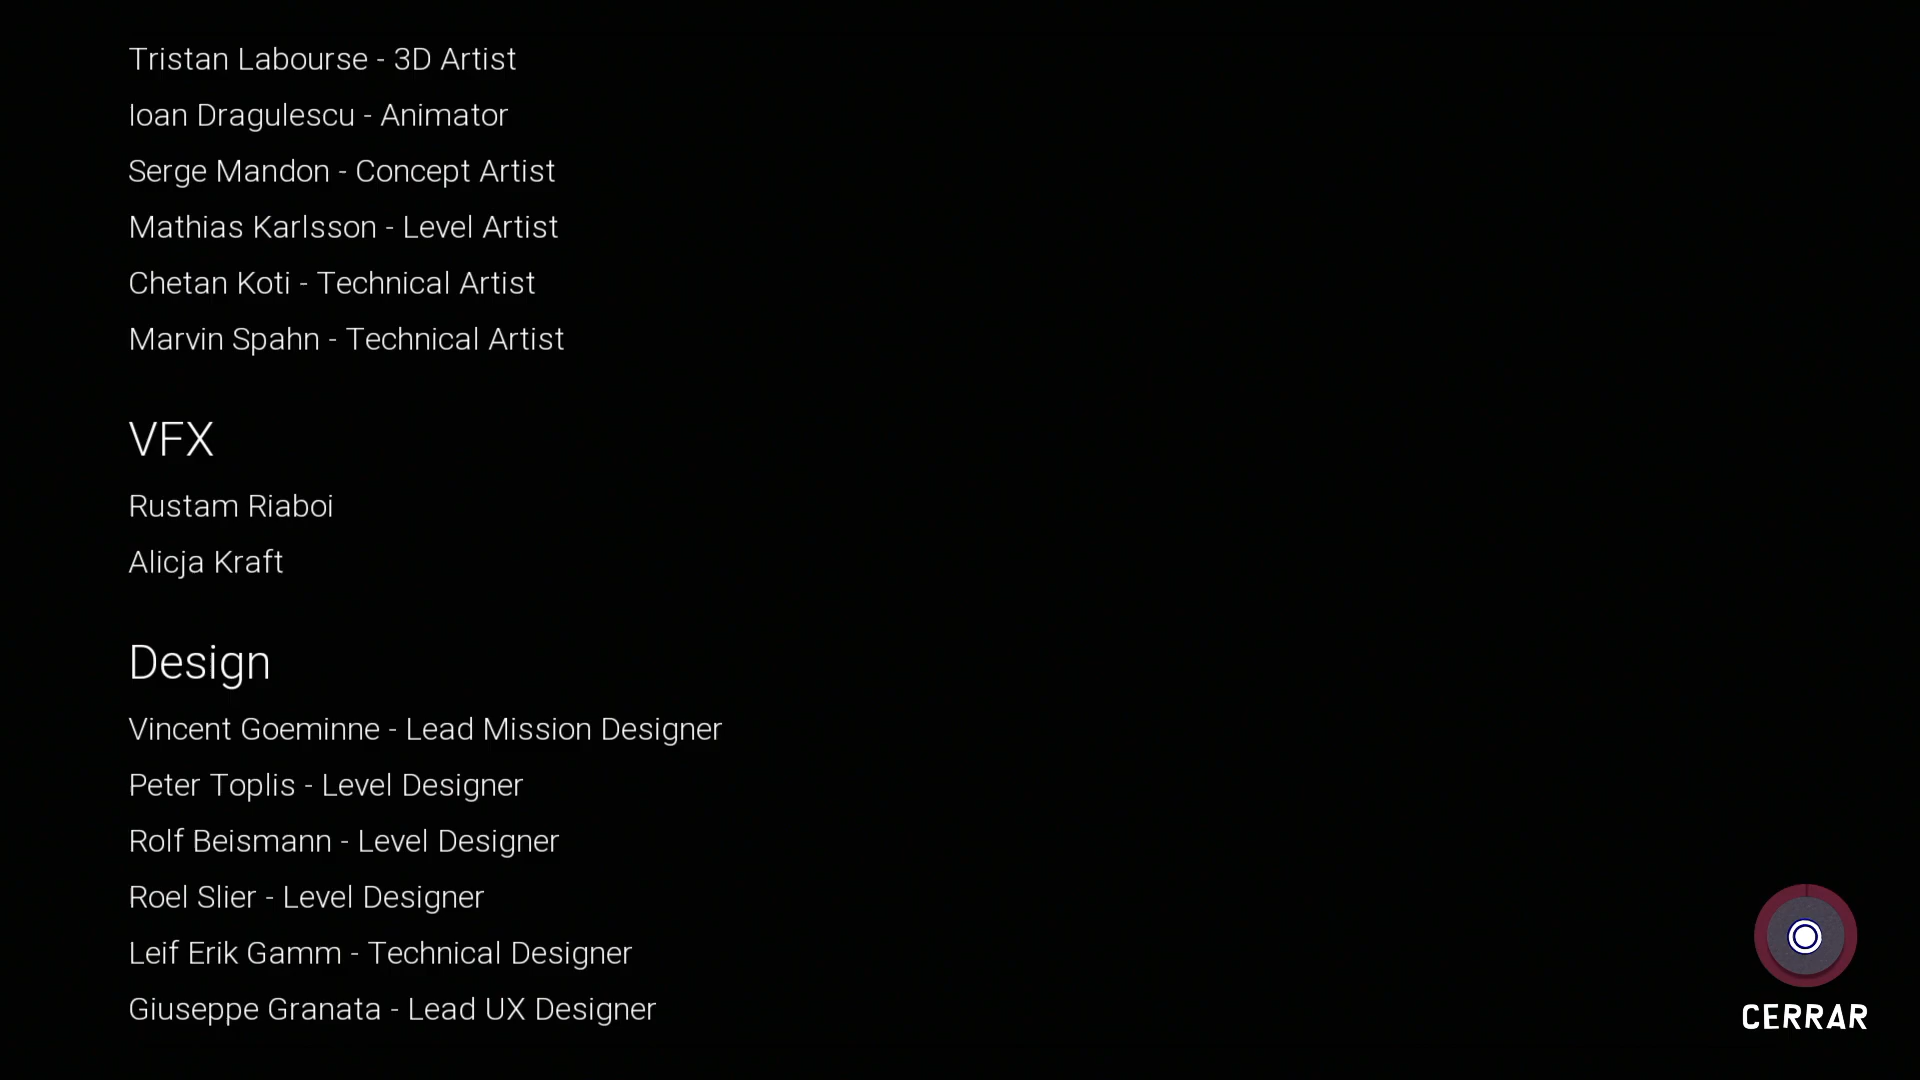 Tristan Labourse - 3D Artist
Ioan Dragulescu - Animator
Serge Mandon - Concept Artist
Mathias Karlsson - Level Artist
Chetan Koti - Technical Artist
Marvin Spahn - Technical Artist
VFX
Rustam Riaboi
Alicja Kraft
Design
Vincent Goeminne - Lead Mission Designer
Peter Toplis - Level Designer
Rolf Beismann - Level Designer
Roel Slier - Level Designer
Leif Erik Gamm - Technical Designer
Giuseppe Granata - Lead UX Designer
CERRAR